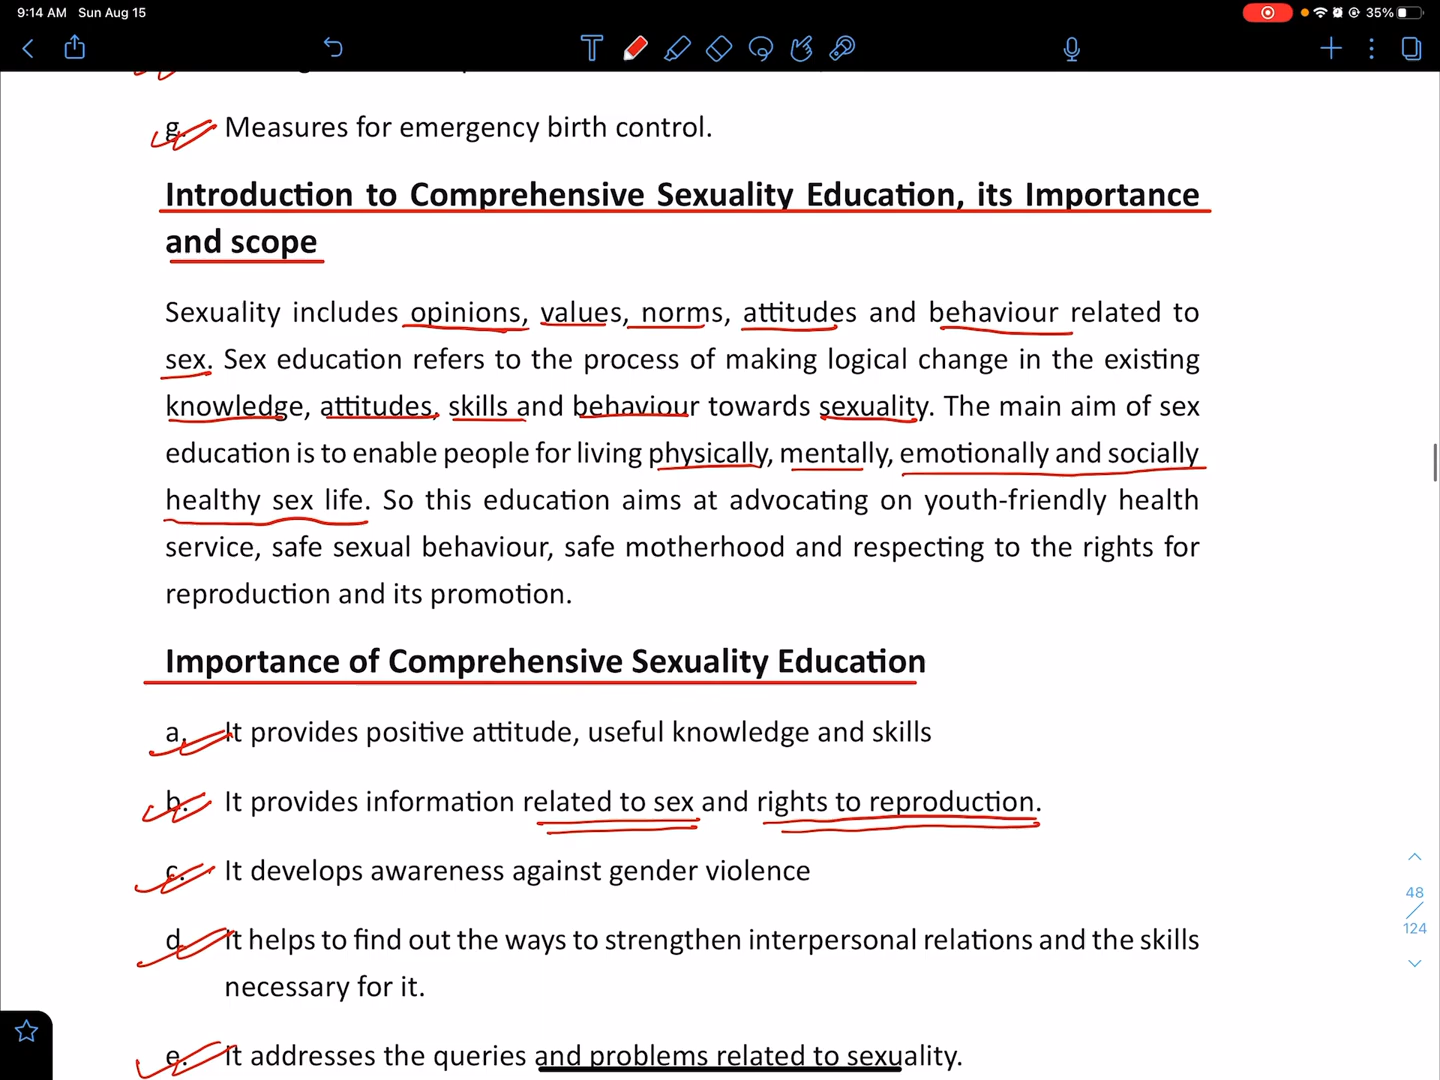 9:14 AM Sun Aug 15
35%
T
g. Measures for emergency birth control.
Introduction to Comprehensive Sexuality Education, its Importance
and scope
Sexuality includes opinions, values, norms, attitudes and behaviour related to
sex. Sex education refers to the process of making logical change in the existing
knowledge, attitudes, skills and behaviour towards sexuality. The main aim of sex
education is to enable people for living physically, mentally, emotionally and socially
healthy sex life. So this education aims at advocating on youth-friendly health
service, safe sexual behaviour, safe motherhood and respecting to the rights for
reproduction and its promotion.
Importance of Comprehensive Sexuality Education
a. It provides positive attitude, useful knowledge and skills
b. It provides information related to sex and rights to reproduction.
c. It develops awareness against gender violence
d. It helps to find out the ways to strengthen interpersonal relations and the skills
necessary for it.
e. It addresses the queries and problems related to sexuality.
48
124